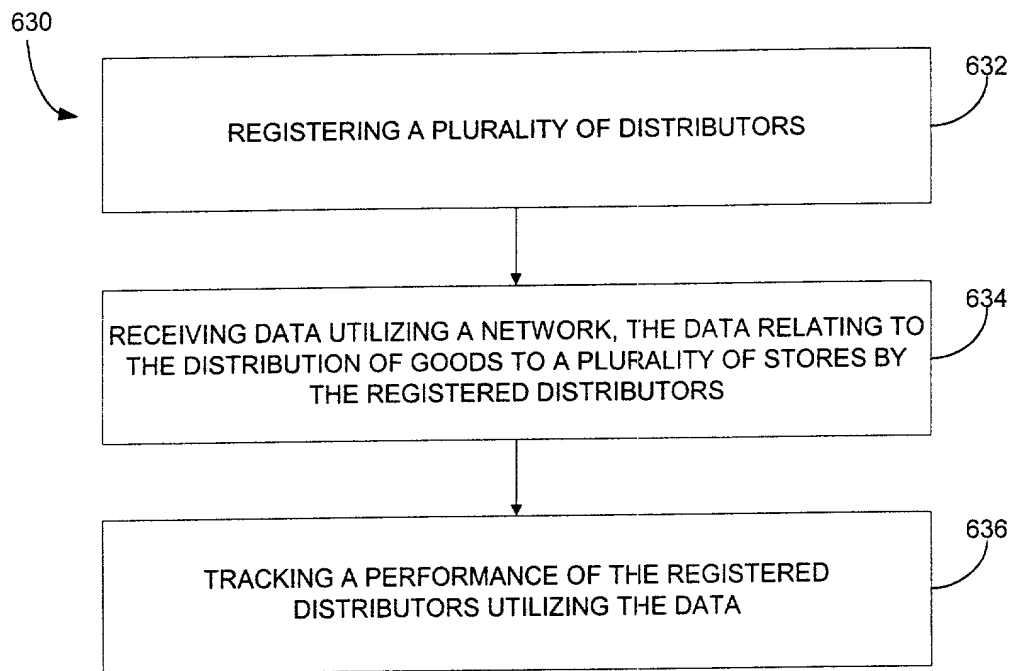 630
632
REGISTERING A PLURALITY OF DISTRIBUTORS
634
RECEIVING DATA UTILIZING A NETWORK, THE DATA RELATING TO
THE DISTRIBUTION OF GOODS TO A PLURALITY OF STORES BY
THE REGISTERED DISTRIBUTORS
636
TRACKING A PERFORMANCE OF THE REGISTERED
DISTRIBUTORS UTILIZING THE DATA